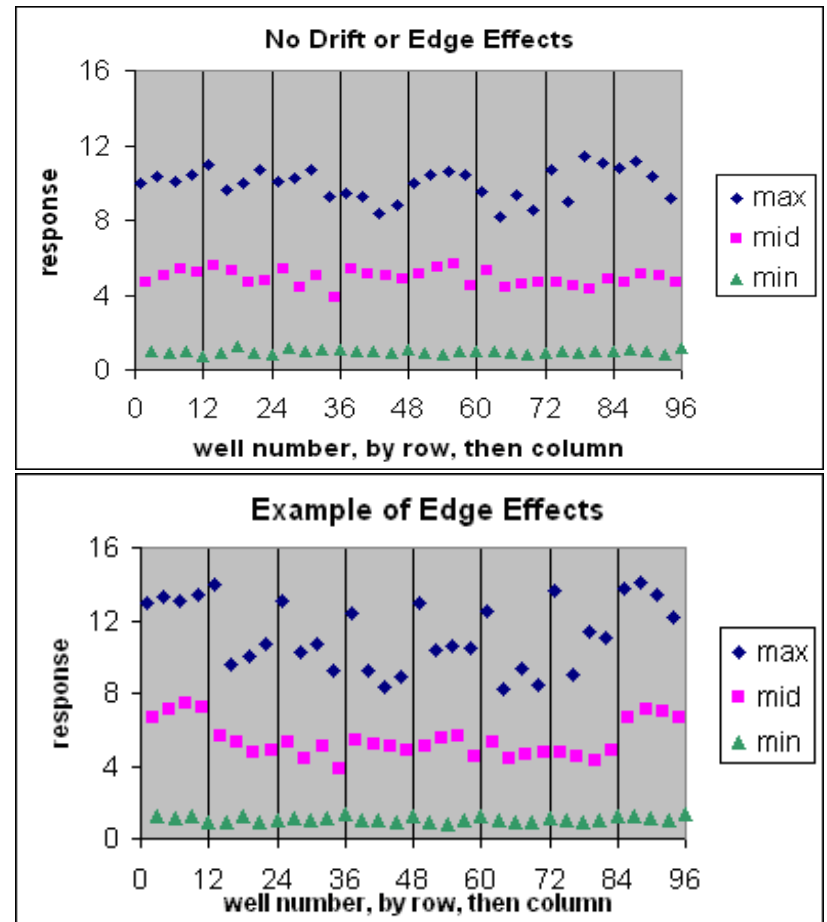 No Drift or Edge Effects
16
12
8
4
0
response
0 12 24 36 48 60 72 84 96
well number, by row, then column
max
mid
min
Example of Edge Effects
16
12
8
4
0
response
0 12 24 36 48 60 72 84 96
well number, by row, then column
max
mid
min